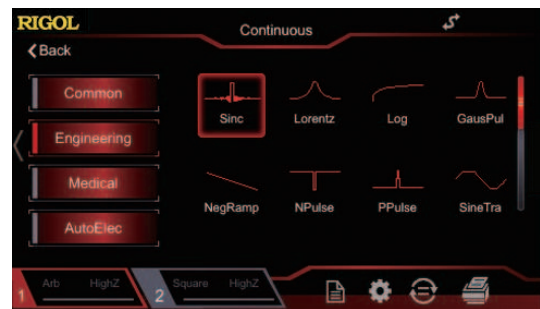 RIGOL
Continuous
Back
Common
Engineering
Medical
AutoElec
Sinc
Lorentz
Log
GausPul
NegRamp
NPulse
PPulse
SineTra
1 Arb HighZ
2 Square HighZ